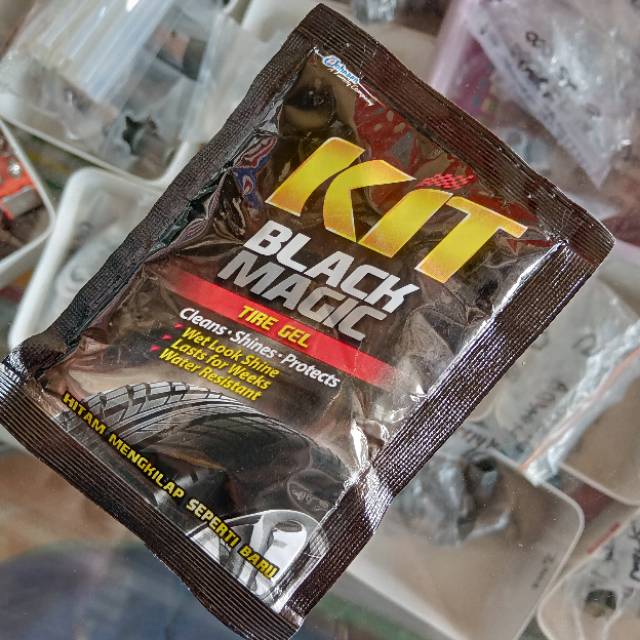 KIT
BLACK
MAGIC
TIRE GEL
Cleans · Shines · Protects
Wet Look Shine
Lasts for Weeks
Water Resistant
HITAM MENGKILAP SEPERTI BARU